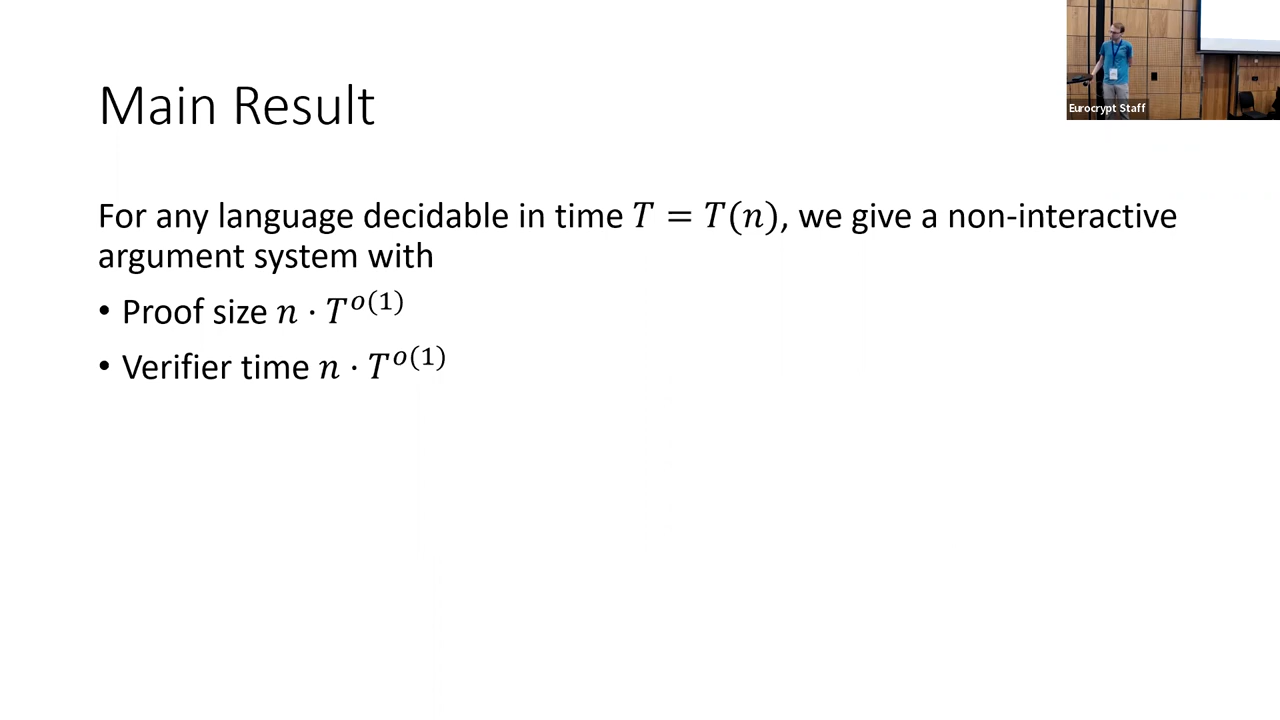 Main Result
For any language decidable in time 𝑇 = 𝑇(𝑛), we give a non-interactive
argument system with
• Proof size 𝑛 · 𝑇^{𝑜(1)}
• Verifier time 𝑛 · 𝑇^{𝑜(1)}
Eurocrypt Staff